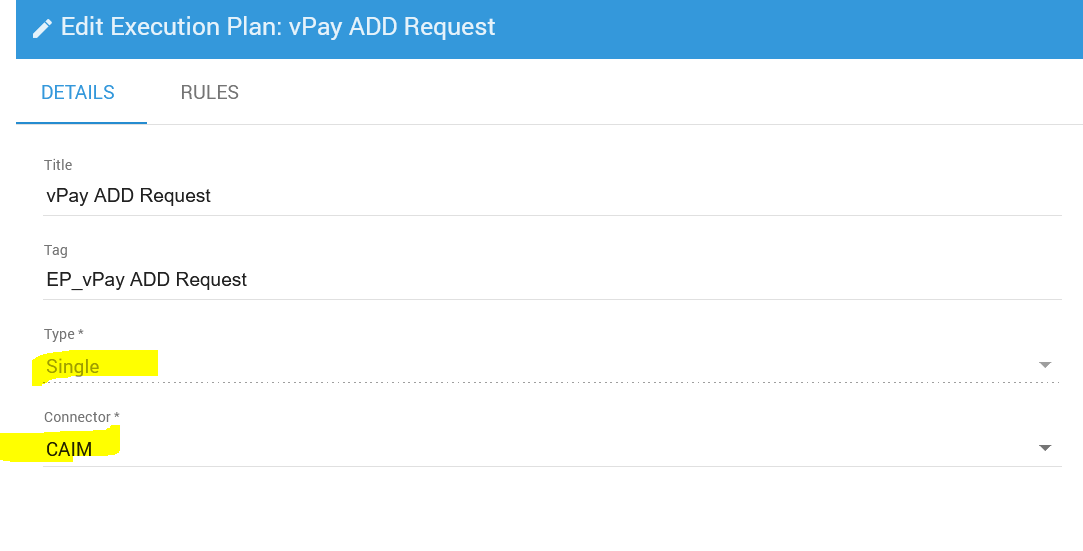 Edit Execution Plan: vPay ADD Request
DETAILS RULES
Title
vPay ADD Request
Tag
EP_vPay ADD Request
Type *
Single
Connector *
CAIM